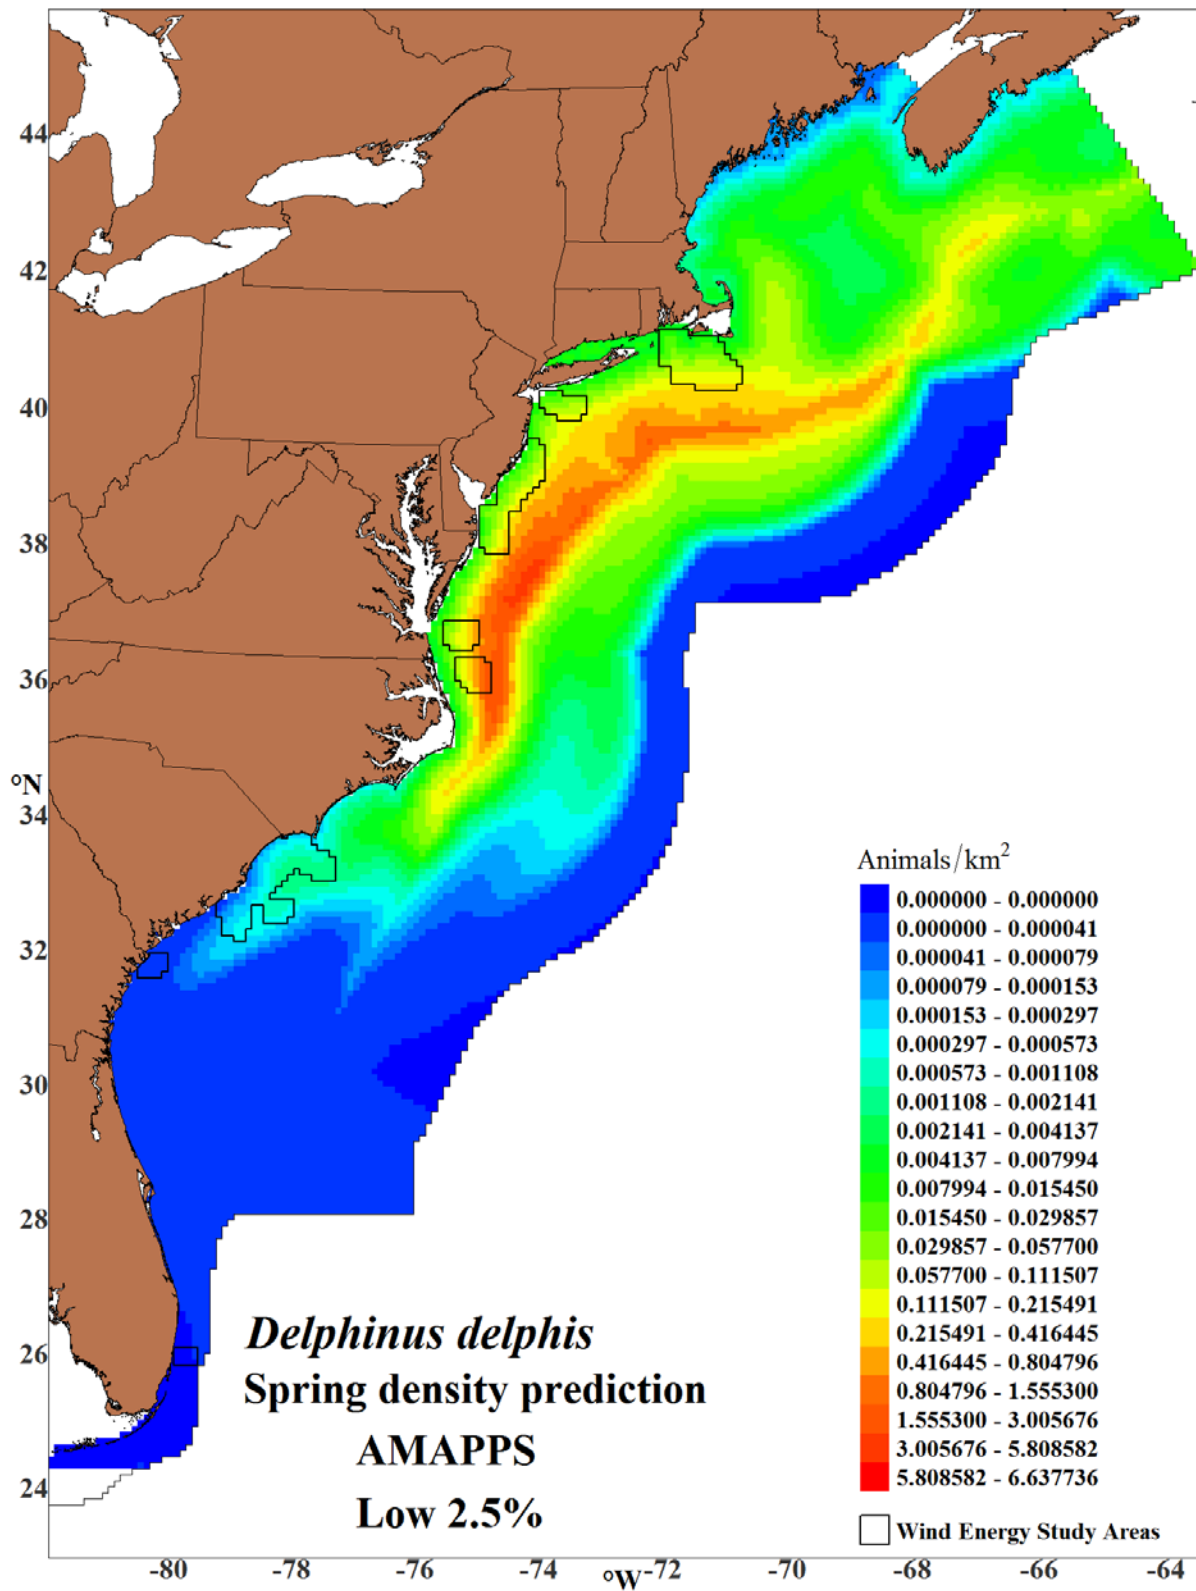 44
42
40
38
36
°N
34
32
30
28
26
24
Animals/km²
0.000000 - 0.000000
0.000000 - 0.000041
0.000041 - 0.000079
0.000079 - 0.000153
0.000153 - 0.000297
0.000297 - 0.000573
0.000573 - 0.001108
0.001108 - 0.002141
0.002141 - 0.004137
0.004137 - 0.007994
0.007994 - 0.015450
0.015450 - 0.029857
0.029857 - 0.057700
0.057700 - 0.111507
0.111507 - 0.215491
0.215491 - 0.416445
0.416445 - 0.804796
0.804796 - 1.555300
1.555300 - 3.005676
3.005676 - 5.808582
5.808582 - 6.637736
Wind Energy Study Areas
Delphinus delphis
Spring density prediction
AMAPPS
Low 2.5%
-80 -78 -76 -74 °W -72 -70 -68 -66 -64